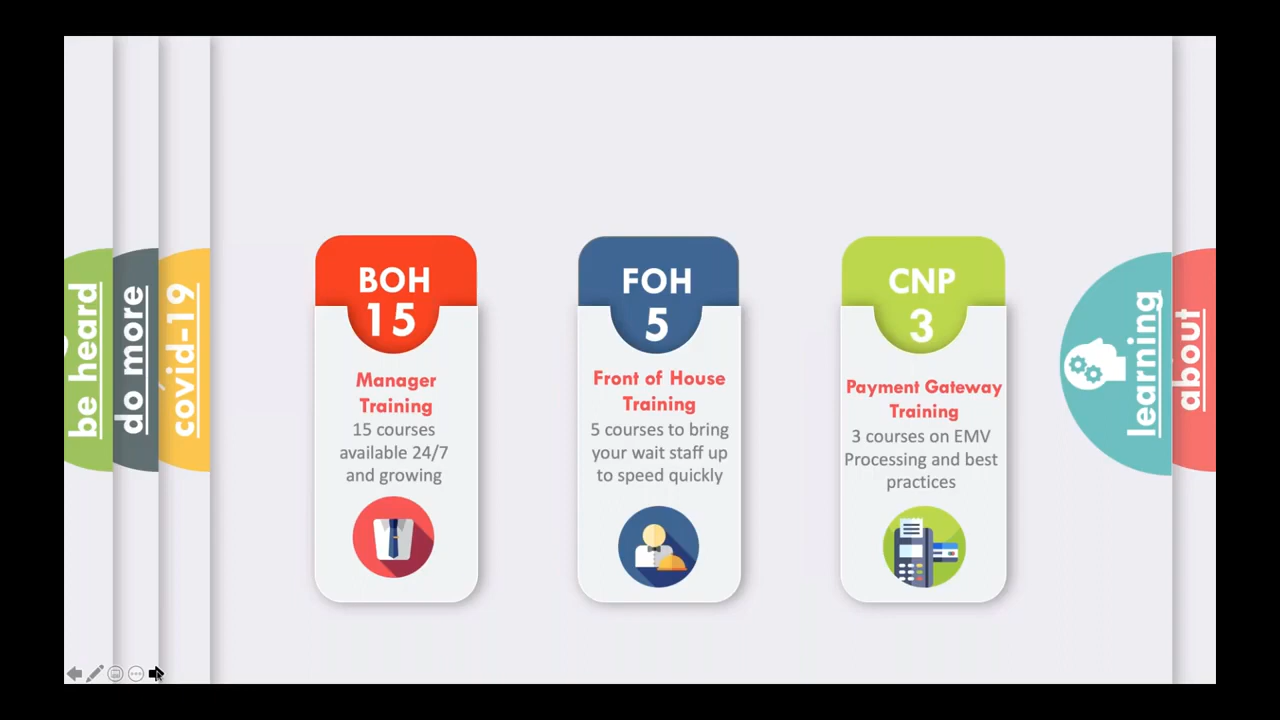 be heard
do more
covid-19
BOH
15
Manager
Training
15 courses
available 24/7
and growing
FOH
5
Front of House
Training
5 courses to bring
your wait staff up
to speed quickly
CNP
3
Payment Gateway
Training
3 courses on EMV
Processing and best
practices
learning
about